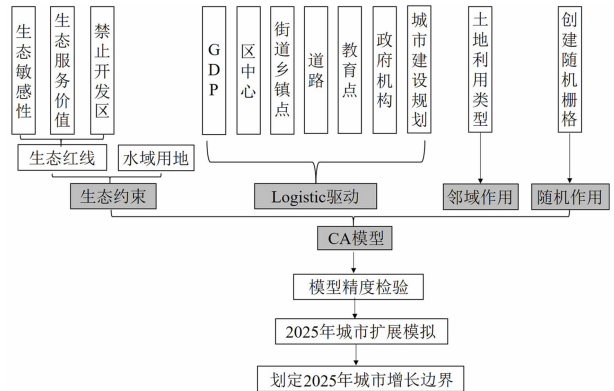 生态敏感性
生态服务价值
禁止开发区
GDP
区中心
街道乡镇点
道路
教育点
政府机构
城市建设规划
土地利用类型
创建随机栅格
生态红线
水域用地
生态约束
Logistic驱动
邻域作用
随机作用
CA模型
模型精度检验
2025年城市扩展模拟
划定2025年城市增长边界